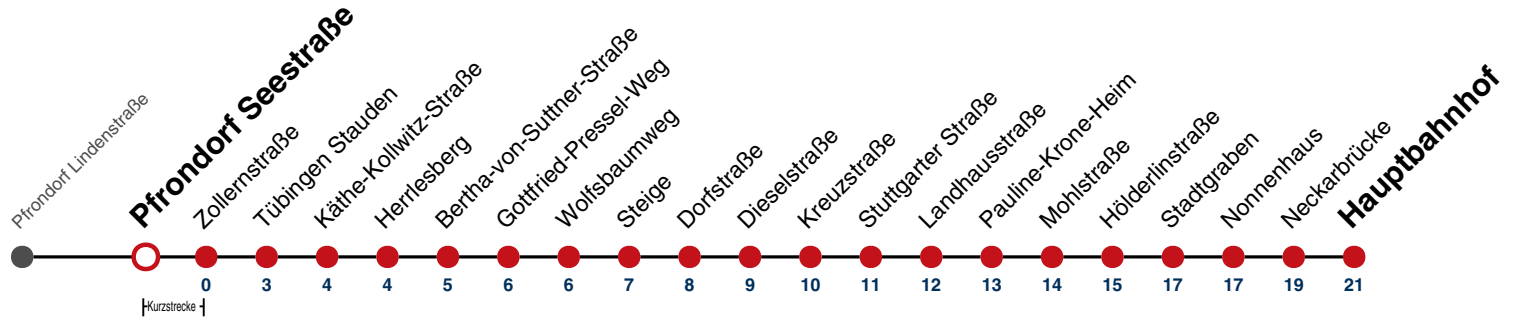 Pfrondorf Lindenstraße
Pfrondorf Seestraße
Zollernstraße
Tübingen Stauden
Käthe-Kollwitz-Straße
Herrlesberg
Bertha-von-Suttner-Straße
Gottfried-Pressel-Weg
Wolfsbaumweg
Steige
Dorfstraße
Dieselstraße
Kreuzstraße
Stuttgarter Straße
Landhausstraße
Pauline-Krone-Heim
Mohlstraße
Hölderlinstraße
Stadtgraben
Nonnenhaus
Neckarbrücke
Hauptbahnhof
0 3 4 4 5 6 6 7 8 9 10 11 12 13 14 15 17 17 19 21
Kurzstrecke